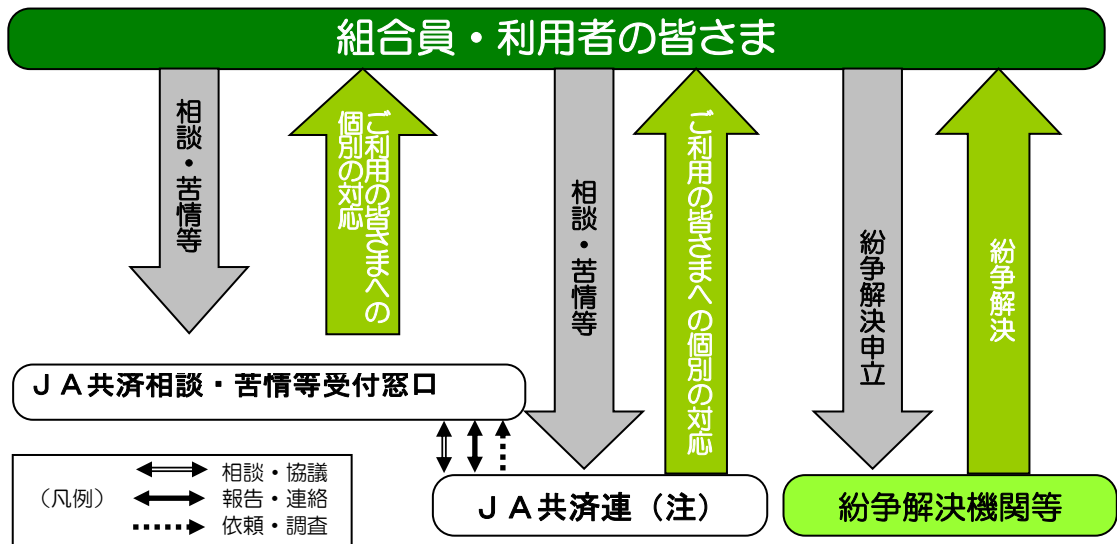 組合員・利用者の皆さま
相談・苦情等
ご利用の皆さまへの
個別の対応
相談・苦情等
ご利用の皆さまへの個別の対応
紛争解決申立
紛争解決
JA共済相談・苦情等受付窓口
(凡例)
相談・協議
報告・連絡
依頼・調査
JA共済連(注)
紛争解決機関等